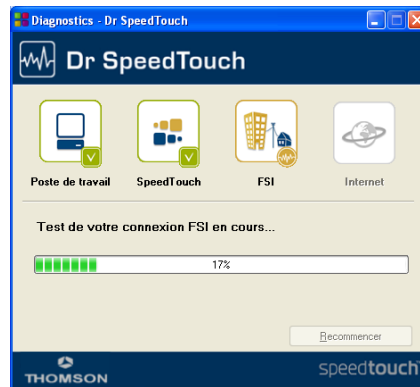 Diagnostics - Dr SpeedTouch
Dr SpeedTouch
Poste de travail
SpeedTouch
FSI
Internet
Test de votre connexion FSI en cours...
17%
Recommencer
THOMSON
speedtouch